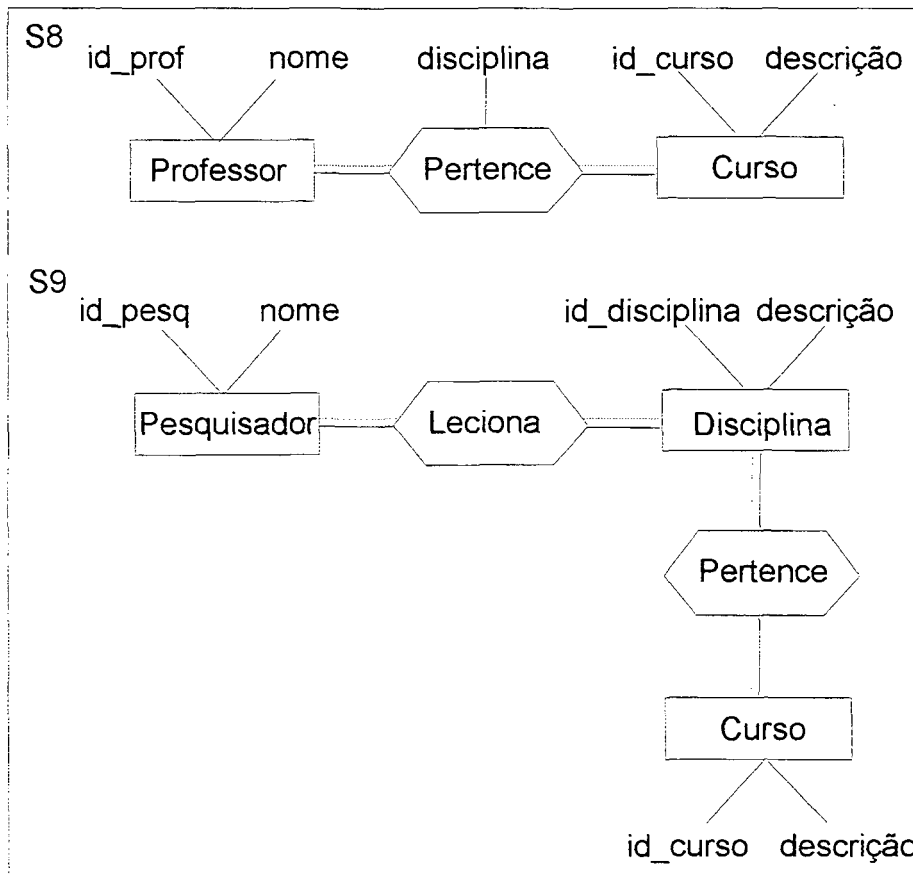 S8
id_prof nome disciplina id_curso descrição
Professor Pertence Curso
S9
id_pesq nome id_disciplina descrição
Pesquisador Leciona Disciplina
Pertence
Curso
id_curso descrição